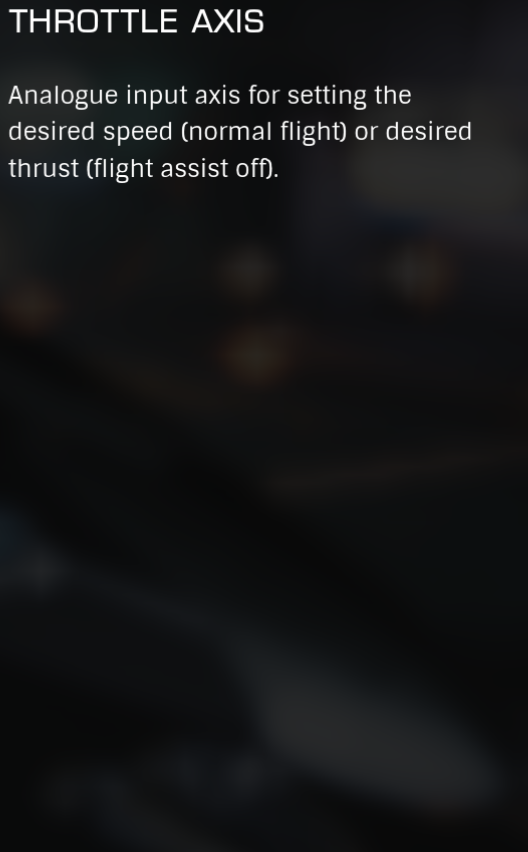 THROTTLE AXIS
Analogue input axis for setting the
desired speed (normal flight) or desired
thrust (flight assist off).